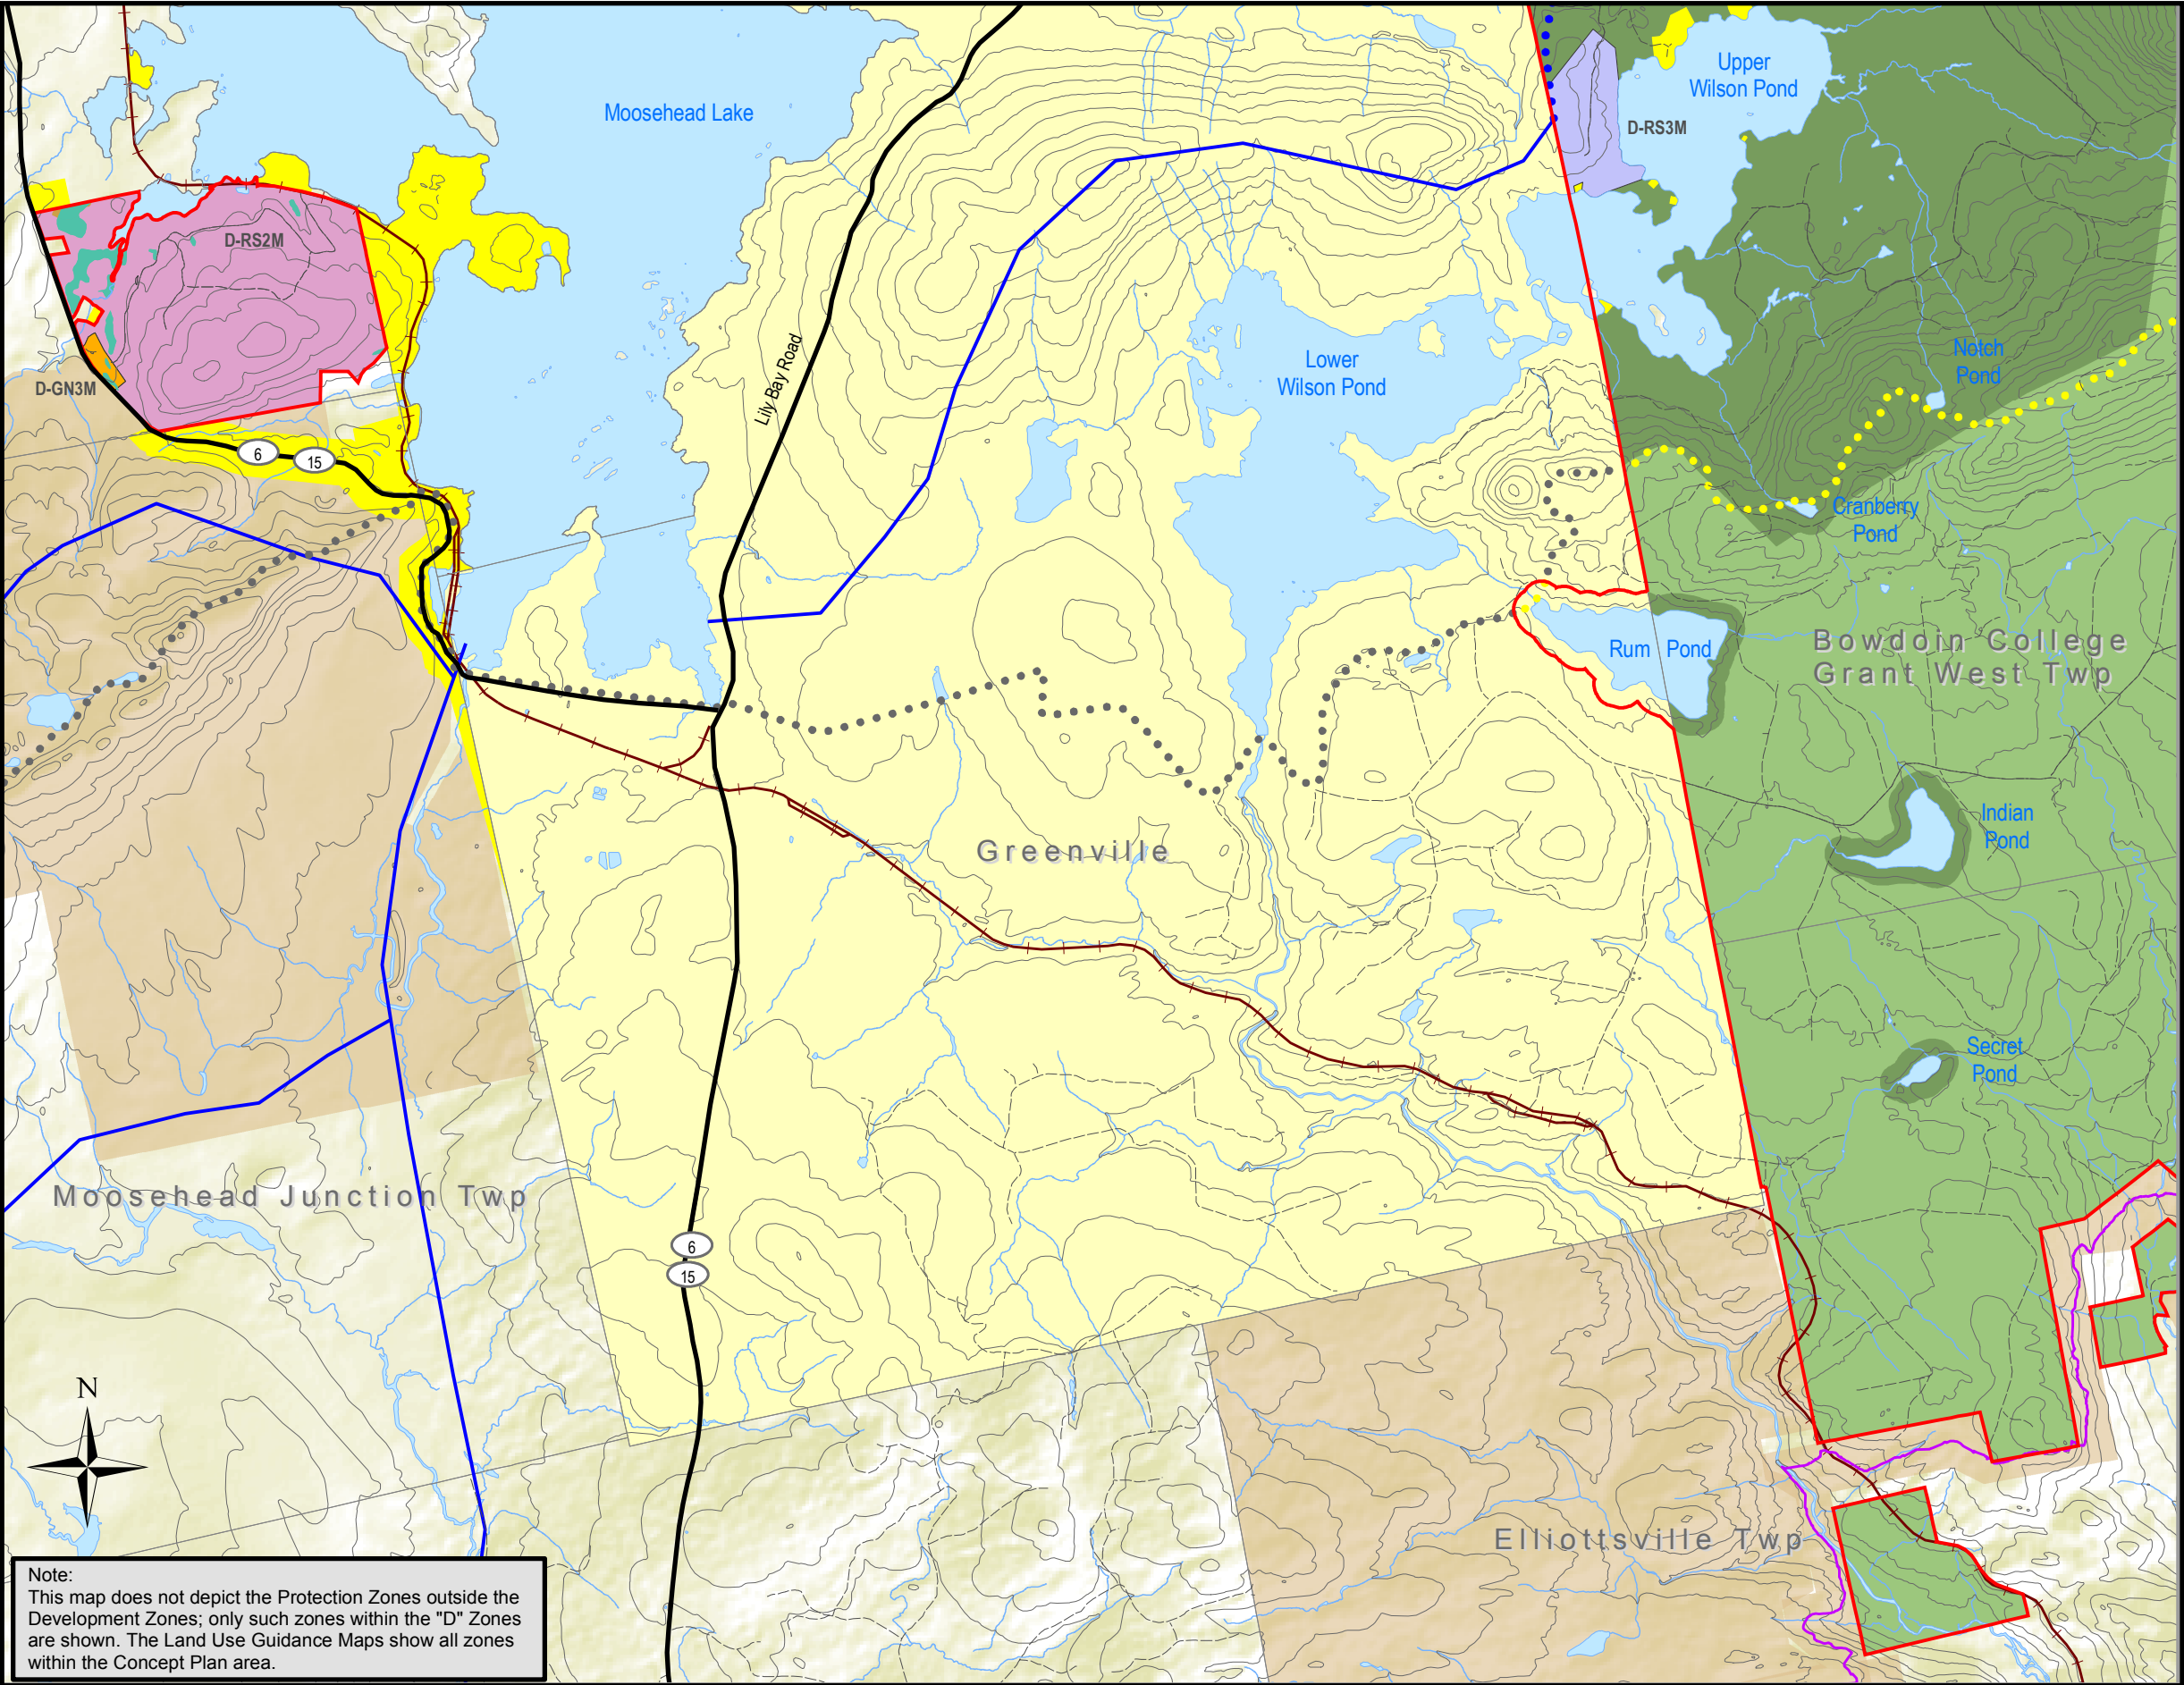 Moosehead Lake
Upper
Wilson Pond
D-RS3M
D-RS2M
D-GN3M
Lily Bay Road
Lower
Wilson Pond
Notch
Pond
6
15
Cranberry
Pond
Rum Pond
Bowdoin College
Grant West Twp
Indian
Pond
Greenville
Secret
Pond
Moosehead Junction Twp
6
15
N
Elliottsville Twp
Note:
This map does not depict the Protection Zones outside the
Development Zones; only such zones within the "D" Zones
are shown. The Land Use Guidance Maps show all zones
within the Concept Plan area.